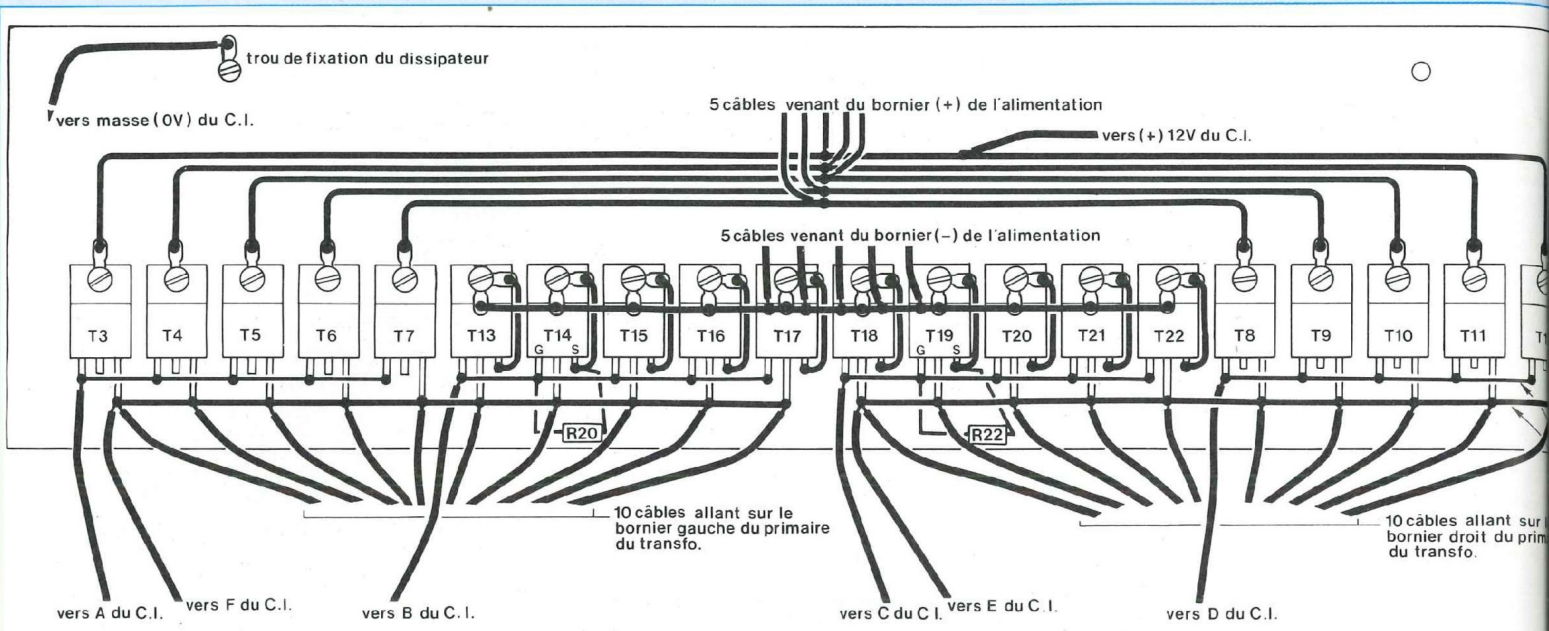 trou de fixation du dissipateur
vers masse (0V) du C.I.
5 câbles venant du bornier (+) de l'alimentation
vers (+) 12V du C.I.
5 câbles venant du bornier (-) de l'alimentation
T3 T4 T5 T6 T7 T13 T14 T15 T16 T17 T18 T19 T20 T21 T22 T8 T9 T10 T11
G S G S
R20 R22
10 câbles allant sur le
bornier gauche du primaire
du transfo.
10 câbles allant sur
bornier droit du
du transfo.
vers A du C.I. vers F du C.I. vers B du C.I. vers C du C I. vers E du C.I. vers D du C.I.